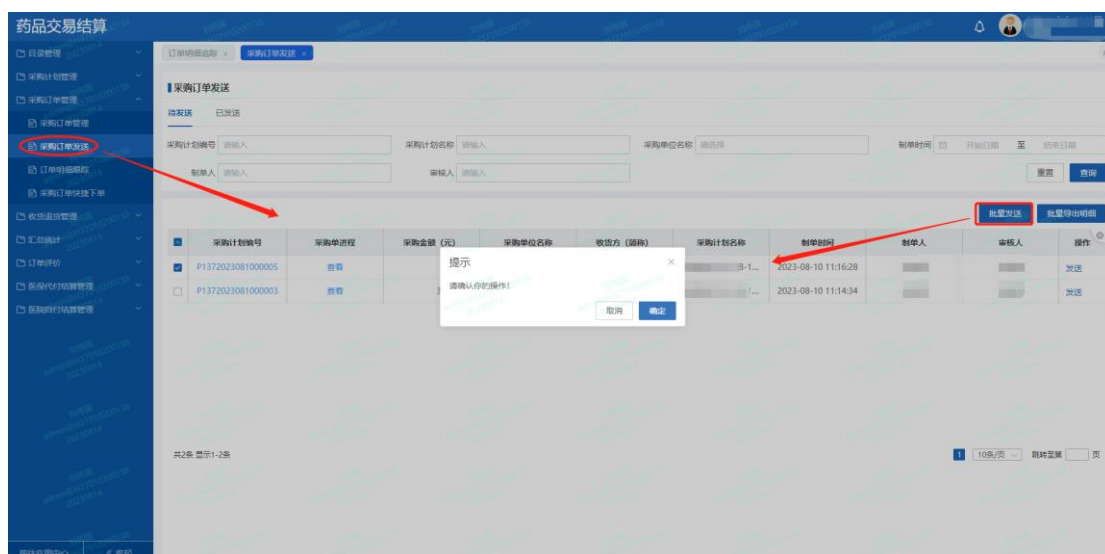 药品交易结算
目录管理
采购计划管理
采购订单管理
采购订单管理
采购订单发送
订单明细跟踪
采购订单快捷下单
收货退货管理
汇总统计
订单评价
医保代付结算管理
医院自付结算管理
收起
订单明细跟踪 ×
采购订单发送 ×
采购订单发送
待发送 已发送
采购计划编号 请输入 采购计划名称 请输入 采购单位名称 请选择 制单时间 开始日期 至 结束日期
制单人 请输入 审核人 请输入
重置 查询
批量发送 批量导出明细
采购计划编号 采购单进程 采购金额 (元) 采购单位名称 收货方 (简称) 采购计划名称 制单时间 制单人 审核人 操作
P1372023081000005 查看 2023-08-10 11:16:28 发送
P1372023081000003 查看 2023-08-10 11:14:34 发送
提示 ×
请确认你的操作!
取消 确定
共2条 显示1-2条
1 10条/页 跳转至第 页